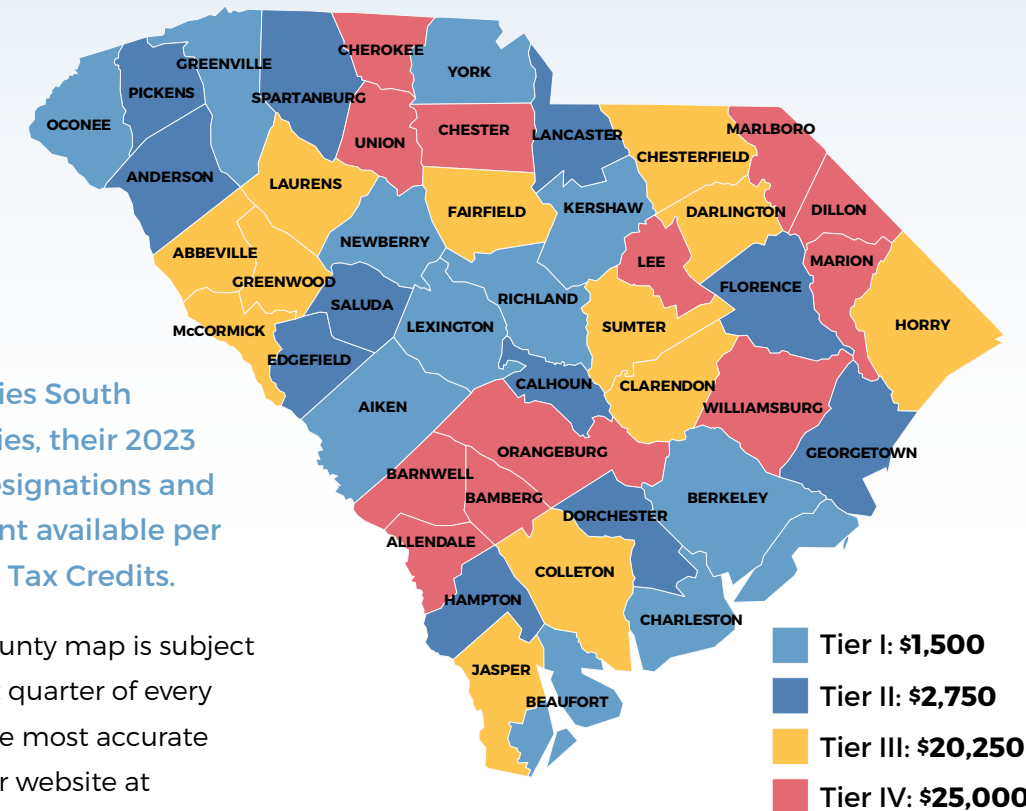 CHEROKEE
GREENVILLE
YORK
PICKENS
SPARTANBURG
OCONEE
CHESTER
MARLBORO
LANCASTER
UNION
CHESTERFIELD
ANDERSON
LAURENS
KERSHAW
FAIRFIELD
DARLINGTON
DILLON
NEWBERRY
ABBEVILLE
LEE
MARION
GREENWOOD
FLORENCE
RICHLAND
SALUDA
LEXINGTON
SUMTER
HORRY
McCORMICK
EDGEFIELD
CALHOUN
CLARENDON
AIKEN
WILLIAMSBURG
ORANGEBURG
GEORGETOWN
BARNWELL
BAMBERG
BERKELEY
DORCHESTER
ALLENDALE
COLLETON
HAMPTON
CHARLESTON
JASPER
BEAUFORT
ies South
ies, their 2023
esignations and
nt available per
Tax Credits.
ounty map is subject
t quarter of every
e most accurate
r website at
Tier I: $1,500
Tier II: $2,750
Tier III: $20,250
Tier IV: $25,000